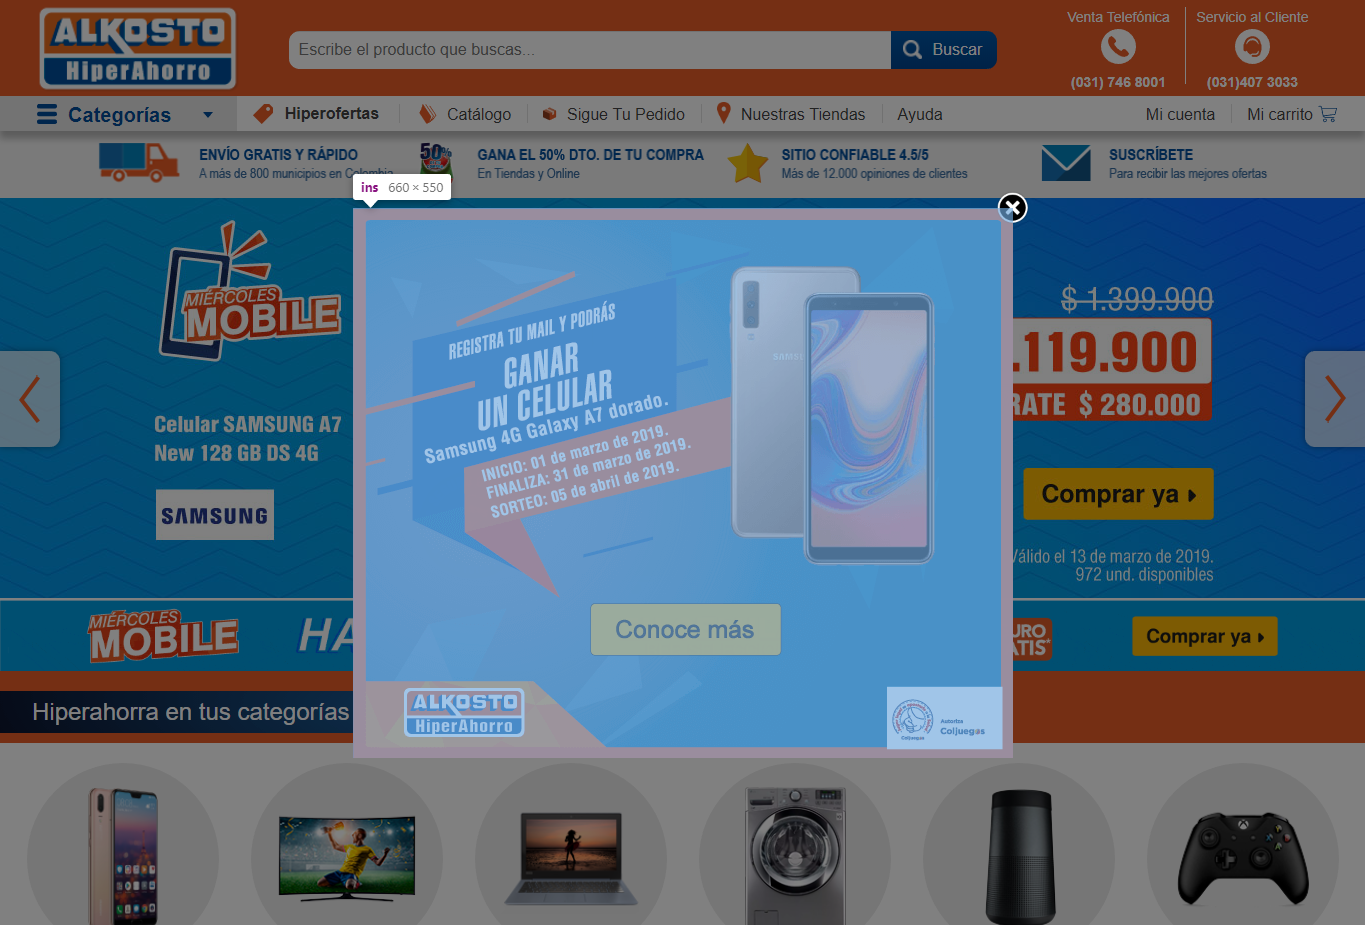 ALKOSTO
HiperAhorro
Escribe el producto que buscas...
Buscar
Venta Telefónica
(031) 746 8001
Servicio al Cliente
(031)407 3033
Categorías
Hiperofertas
Catálogo
Sigue Tu Pedido
Nuestras Tiendas
Ayuda
Mi cuenta
Mi carrito
ENVÍO GRATIS Y RÁPIDO
A más de 800 municipios en Colombia
50%
GANA EL 50% DTO. DE TU COMPRA
En Tiendas y Online
SITIO CONFIABLE 4.5/5
Más de 12.000 opiniones de clientes
SUSCRÍBETE
Para recibir las mejores ofertas
ins 660 × 550
MIÉRCOLES
MOBILE
Celular SAMSUNG A7
New 128 GB DS 4G
SAMSUNG
REGISTRA TU MAIL Y PODRÁS
GANAR
UN CELULAR
Samsung 4G Galaxy A7 dorado.
INICIO: 01 de marzo de 2019.
FINALIZA: 31 de marzo de 2019.
SORTEO: 05 de abril de 2019.
SAMSUNG
Conoce más
ALKOSTO
HiperAhorro
Autoriza
Coljuegos
Coljuegos
$ 1.399.900
.119.900
RATE $ 280.000
Comprar ya
Válido el 13 de marzo de 2019.
972 und. disponibles
MIÉRCOLES
MOBILE
HA
URO
ATIS*
Comprar ya
Hiperahorra en tus categorías